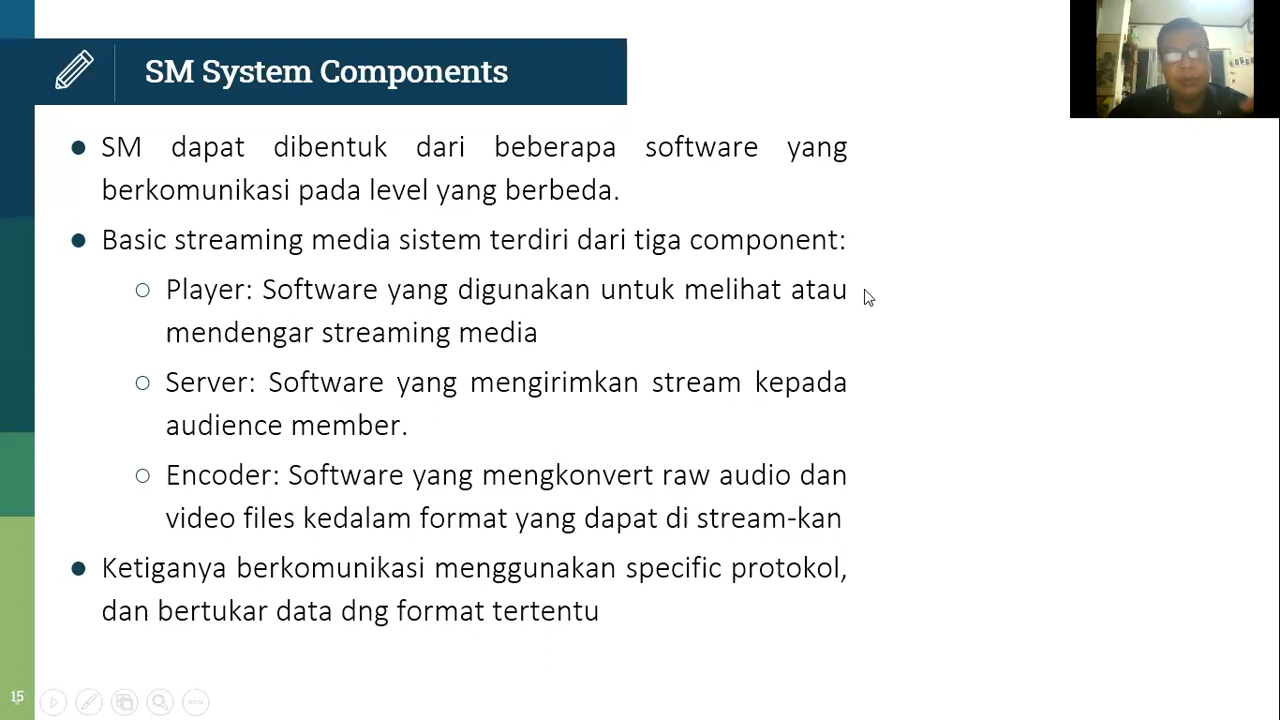 SM System Components
SM dapat dibentuk dari beberapa software yang
berkomunikasi pada level yang berbeda.
Basic streaming media sistem terdiri dari tiga component:
Player: Software yang digunakan untuk melihat atau
mendengar streaming media
Server: Software yang mengirimkan stream kepada
audience member.
Encoder: Software yang mengkonvert raw audio dan
video files kedalam format yang dapat di stream-kan
Ketiganya berkomunikasi menggunakan specific protokol,
dan bertukar data dng format tertentu
15